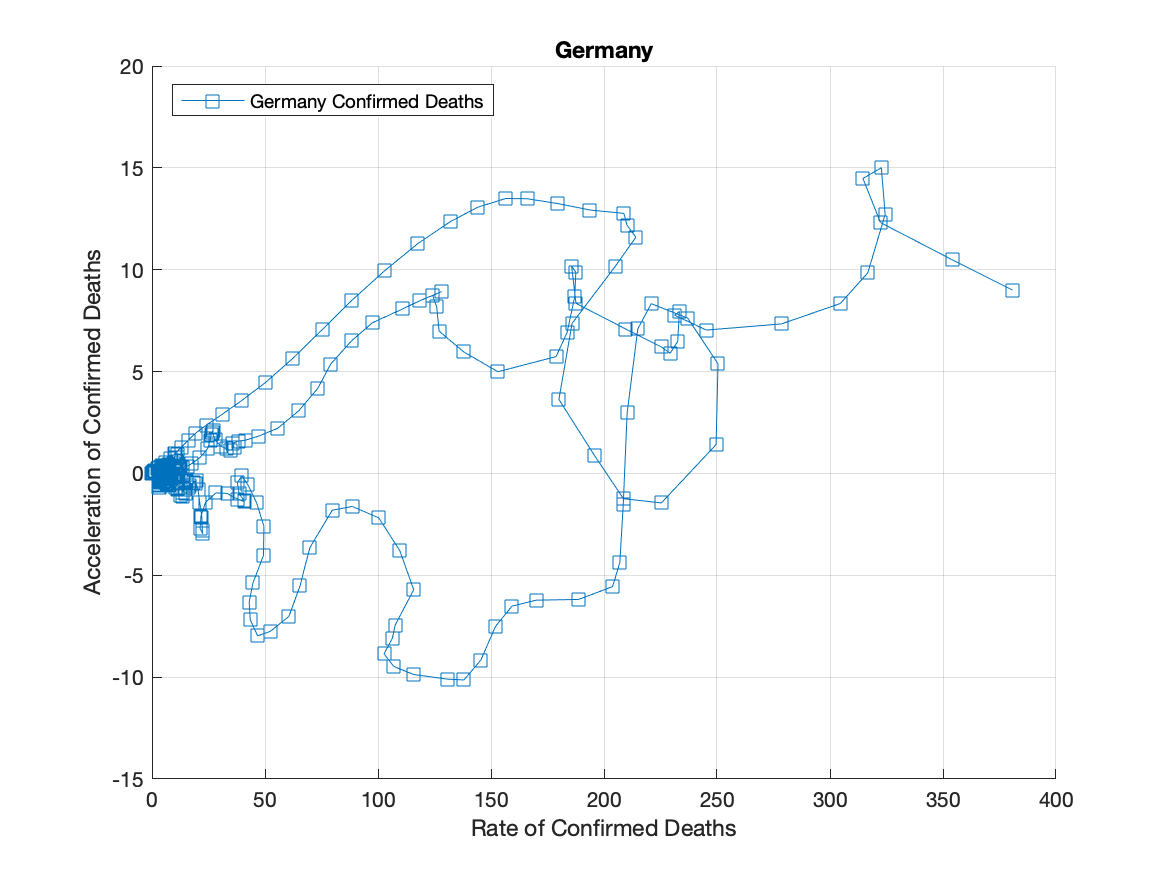 Germany
20
Germany Confirmed Deaths
15
10
5
0
-5
-10
-15
Acceleration of Confirmed Deaths
0 50 100 150 200 250 300 350 400
Rate of Confirmed Deaths